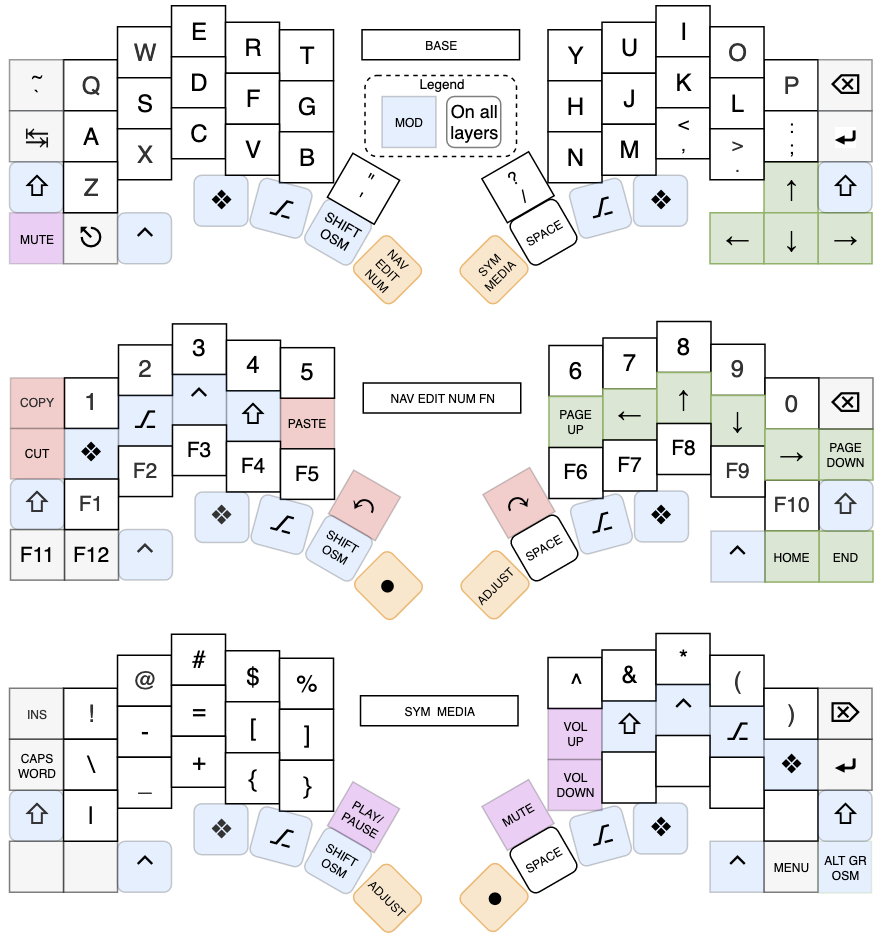 BASE
Legend
MOD
On all
layers
~
`
Q
W
E
R
T
Y
U
I
O
P
⌫
↹
A
S
D
F
G
H
J
K
L
:
;
↵
⇧
Z
X
C
V
B
"
'
N
M
<
,
>
.
?
/
↑
⇧
MUTE
^
❖
SHIFT
OSM
NAV
EDIT
NUM
SYM
MEDIA
SPACE
❖
←
↓
→
NAV EDIT NUM FN
COPY
1
2
3
4
5
6
7
8
9
0
⌫
CUT
❖
^
⇧
PASTE
PAGE
UP
←
↑
↓
→
PAGE
DOWN
⇧
F1
F2
F3
F4
F5
F6
F7
F8
F9
F10
⇧
F11
F12
^
❖
SHIFT
OSM
●
ADJUST
SPACE
❖
^
HOME
END
SYM MEDIA
INS
!
@
#
$
%
^
&
*
(
)
⌦
CAPS
WORD
\
-
=
[
]
VOL
UP
⇧
^
❖
↵
⇧
|
_
+
{
}
VOL
DOWN
⇧
^
❖
SHIFT
OSM
PLAY/
PAUSE
ADJUST
MUTE
SPACE
●
❖
^
MENU
ALT GR
OSM